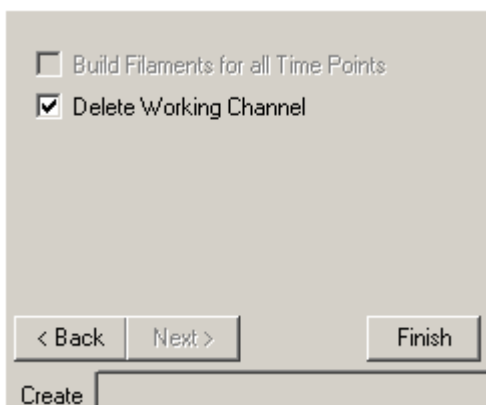 Build Filaments for all Time Points
Delete Working Channel
< Back Next > Finish
Create